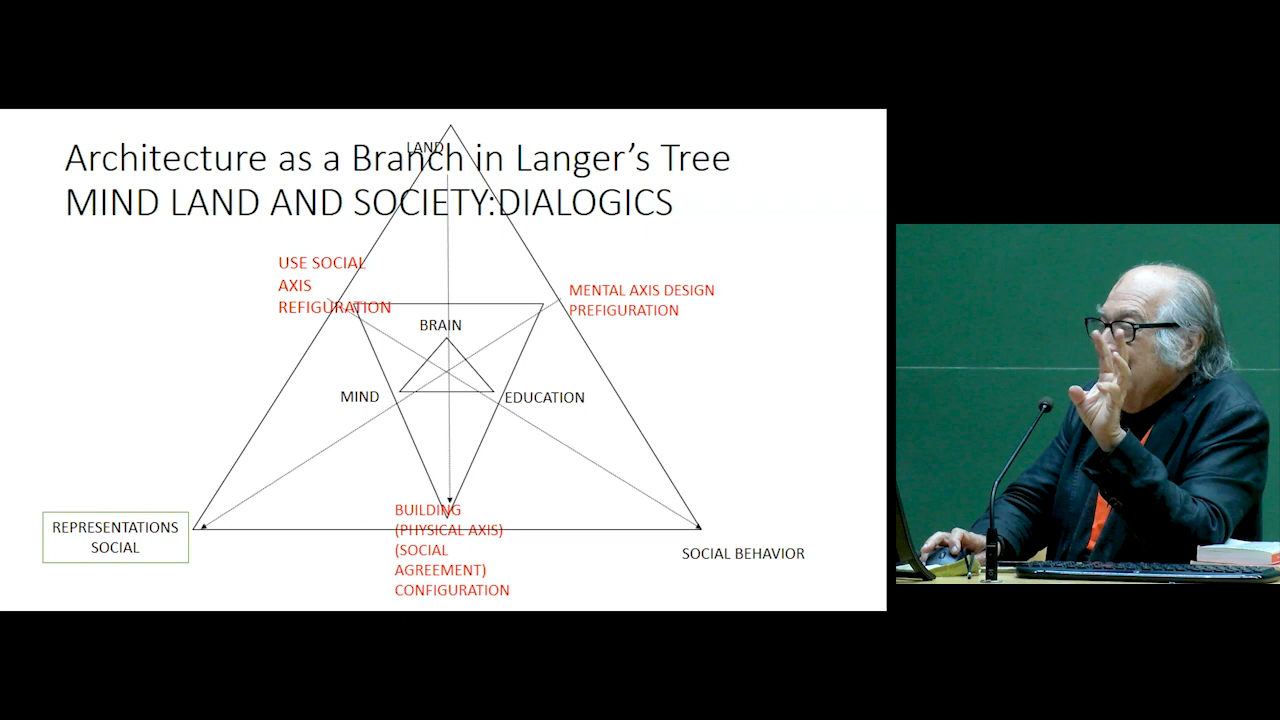 LAND
Architecture as a Branch in Langer's Tree
MIND LAND AND SOCIETY:DIALOGICS
USE SOCIAL
AXIS
REFIGURATION
MENTAL AXIS DESIGN
PREFIGURATION
BRAIN
MIND
EDUCATION
BUILDING
(PHYSICAL AXIS)
(SOCIAL
AGREEMENT)
CONFIGURATION
REPRESENTATIONS
SOCIAL
SOCIAL BEHAVIOR